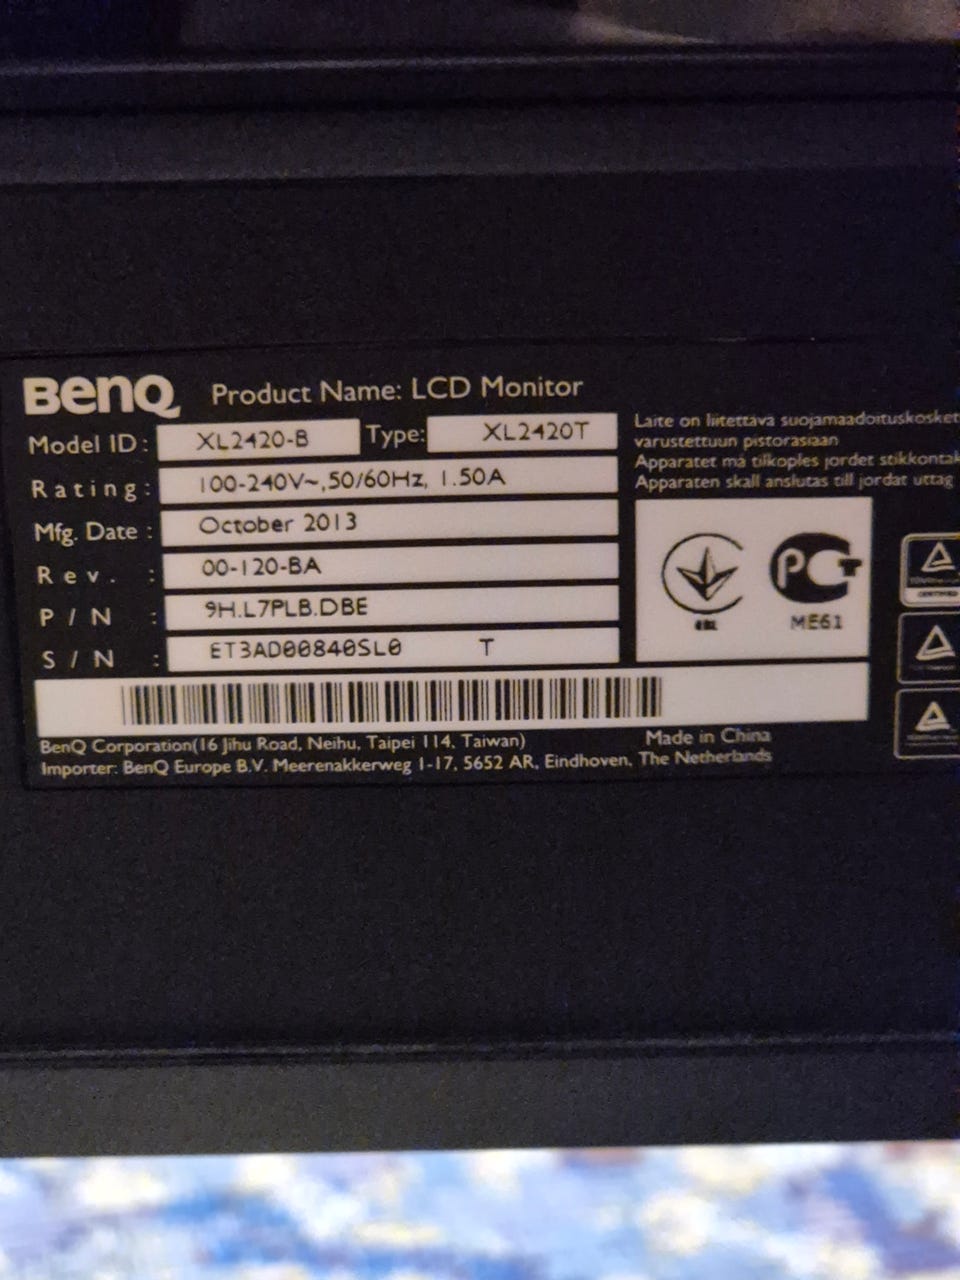 BenQ Product Name: LCD Monitor
Model ID: XL2420-B Type: XL2420T
Rating: 100-240V~,50/60Hz, 1.50A
Mfg. Date: October 2013
Rev. : 00-120-BA
P/N : 9H.L7PLB.DBE
S/N : ET3AD00840SL0 T
Laite on liitettävä suojamaadoituskosket
varustettuun pistorasiaan
Apparatet må tilkoples jordet stikkontak
Apparaten skall anslutas till jordat uttag
PCT
ME61
BenQ Corporation(16 Jihu Road, Neihu, Taipei 114, Taiwan)
Made in China
Importer: BenQ Europe B.V. Meerenakkerweg 1-17, 5652 AR, Eindhoven, The Netherlands